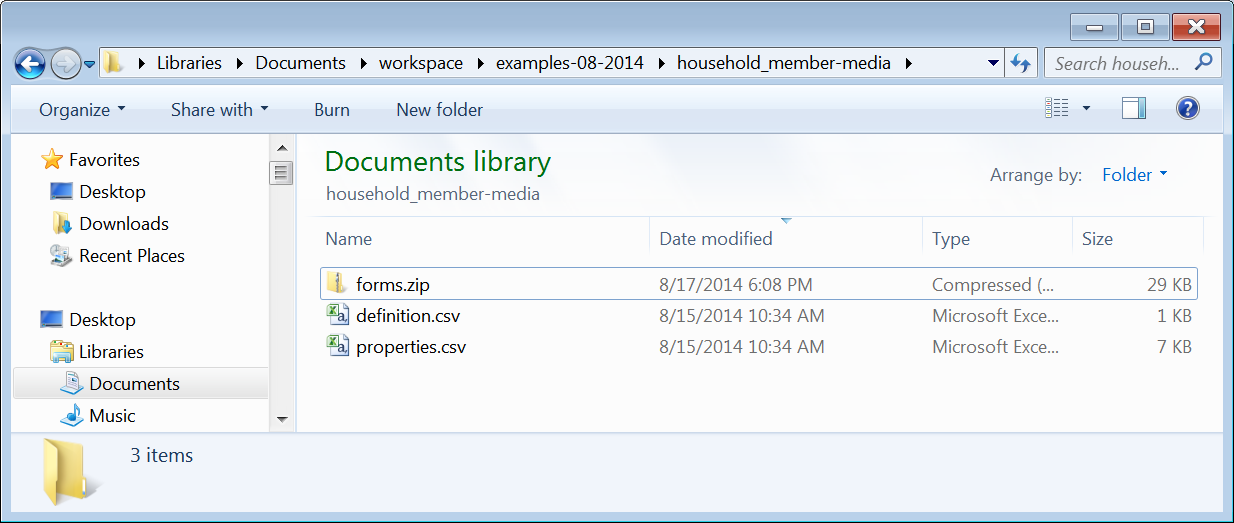 Libraries Documents workspace examples-08-2014 household_member-media Search househ...
Organize Share with Burn New folder ?
Favorites
Desktop
Downloads
Recent Places
Desktop
Libraries
Documents
Music
Documents library
household_member-media
Arrange by: Folder
Name Date modified Type Size
forms.zip 8/17/2014 6:08 PM Compressed (... 29 KB
definition.csv 8/15/2014 10:34 AM Microsoft Exce... 1 KB
properties.csv 8/15/2014 10:34 AM Microsoft Exce... 7 KB
3 items